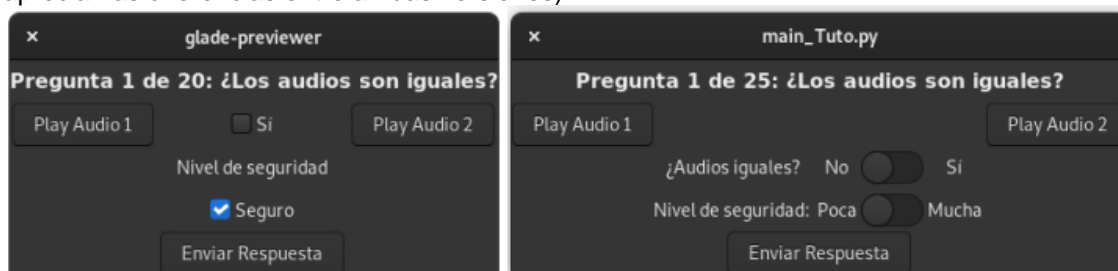 glade-previewer
Pregunta 1 de 20: ¿Los audios son iguales?
Play Audio 1 Sí Play Audio 2
Nivel de seguridad
Seguro
Enviar Respuesta
main_Tuto.py
Pregunta 1 de 25: ¿Los audios son iguales?
Play Audio 1 Play Audio 2
¿Audios iguales? No Sí
Nivel de seguridad: Poca Mucha
Enviar Respuesta